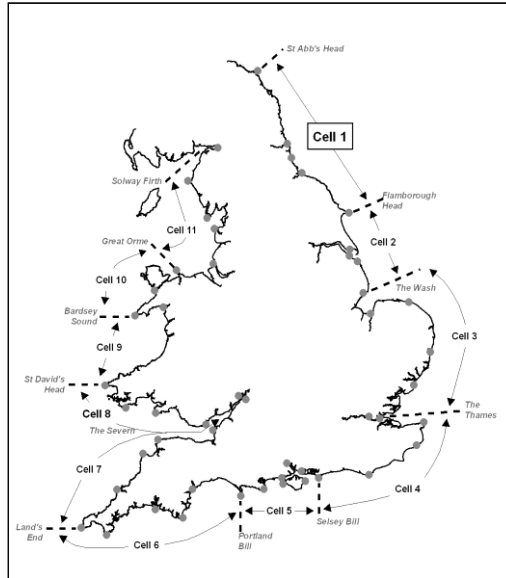 St Abb's Head
Cell 1
Solway Firth
Flamborough
Head
Cell 11
Great Orme
Cell 2
Cell 10
The Wash
Bardsey
Sound
Cell 3
Cell 9
St David's
Head
Cell 8
The
Thames
The Severn
Cell 7
Cell 4
Cell 5
Selsey Bill
Land's
End
Cell 6
Portland
Bill